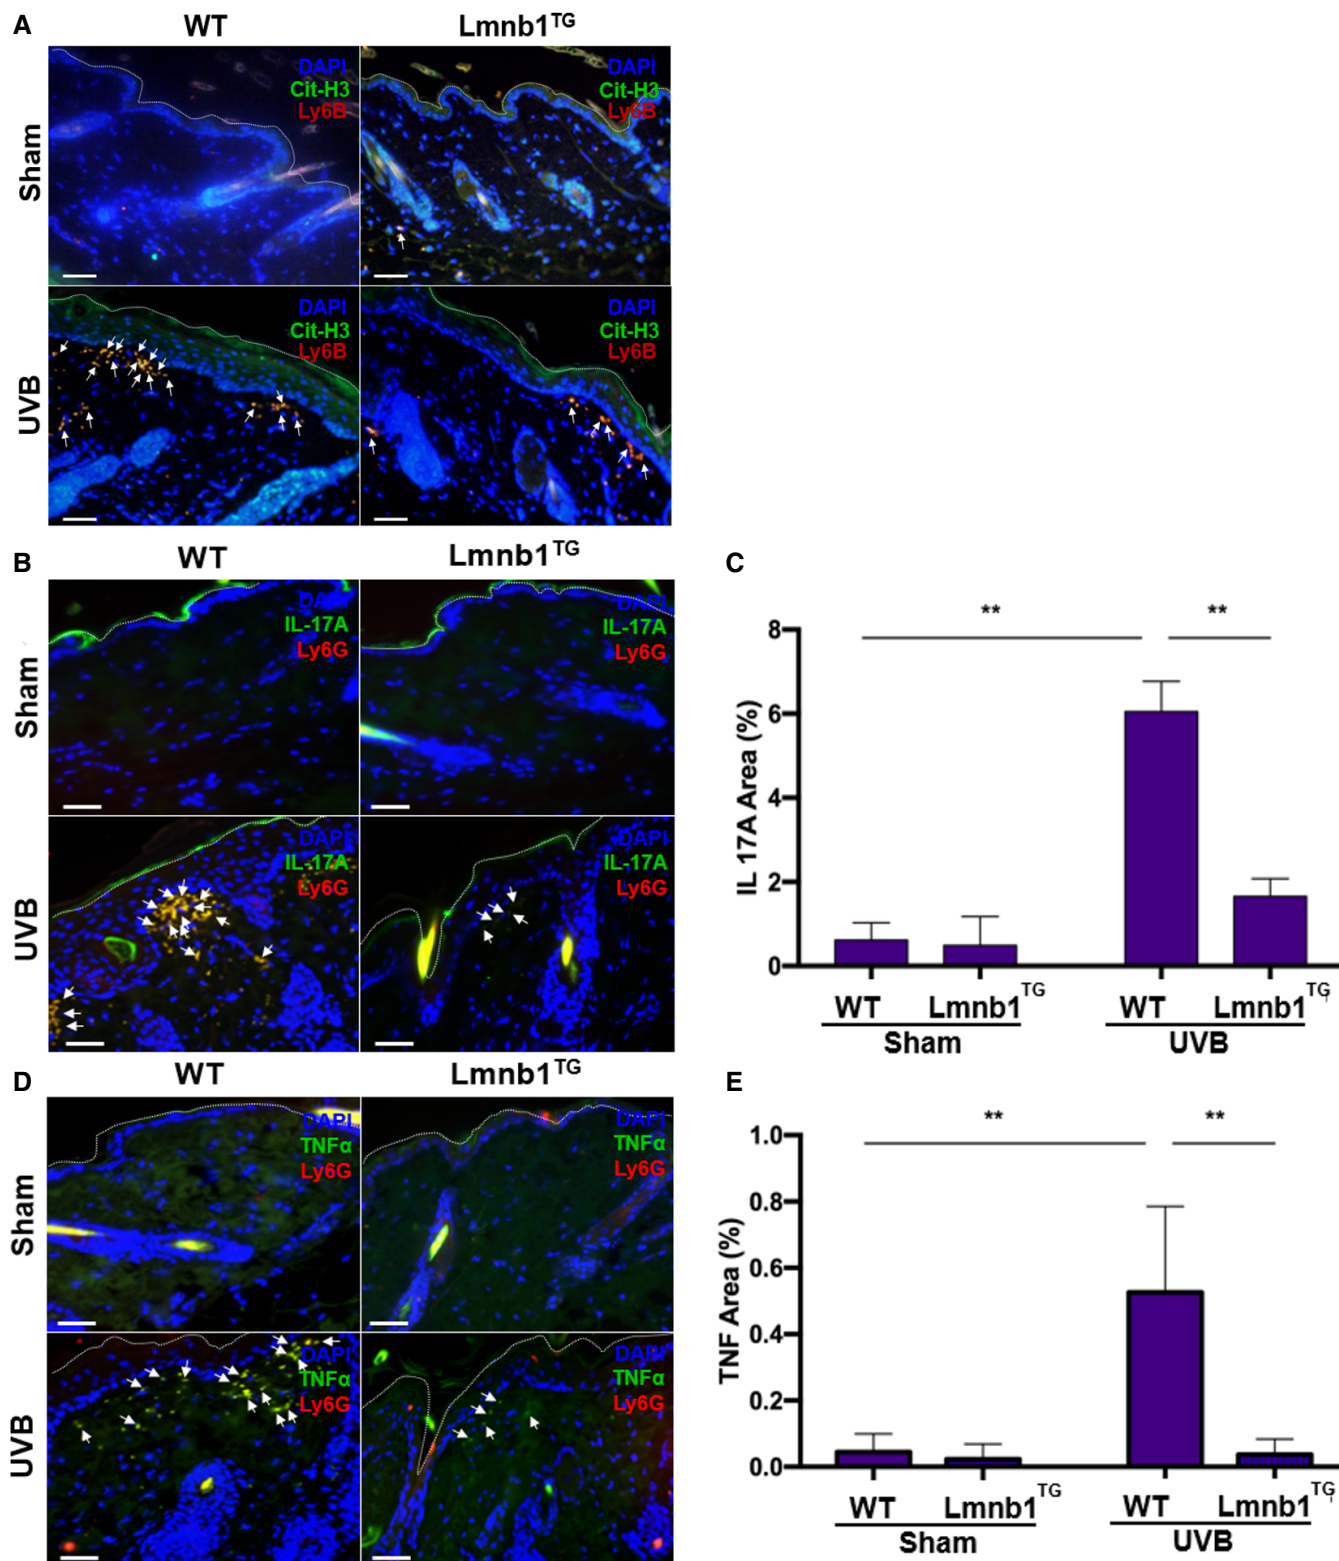 A
WT
Lmnb1TG
Sham
DAPI
Cit-H3
Ly6B
DAPI
Cit-H3
Ly6B
UVB
DAPI
Cit-H3
Ly6B
DAPI
Cit-H3
Ly6B
B
WT
Lmnb1TG
Sham
DAPI
IL-17A
Ly6G
DAPI
IL-17A
Ly6G
UVB
DAPI
IL-17A
Ly6G
DAPI
IL-17A
Ly6G
C
** **
IL 17A Area (%)
8
6
4
2
0
WT Lmnb1TG WT Lmnb1TG
Sham UVB
D
WT
Lmnb1TG
Sham
DAPI
TNFα
Ly6G
DAPI
TNFα
Ly6G
UVB
DAPI
TNFα
Ly6G
DAPI
TNFα
Ly6G
E
** **
TNF Area (%)
1.0
0.8
0.6
0.4
0.2
0.0
WT Lmnb1TG WT Lmnb1TG
Sham UVB